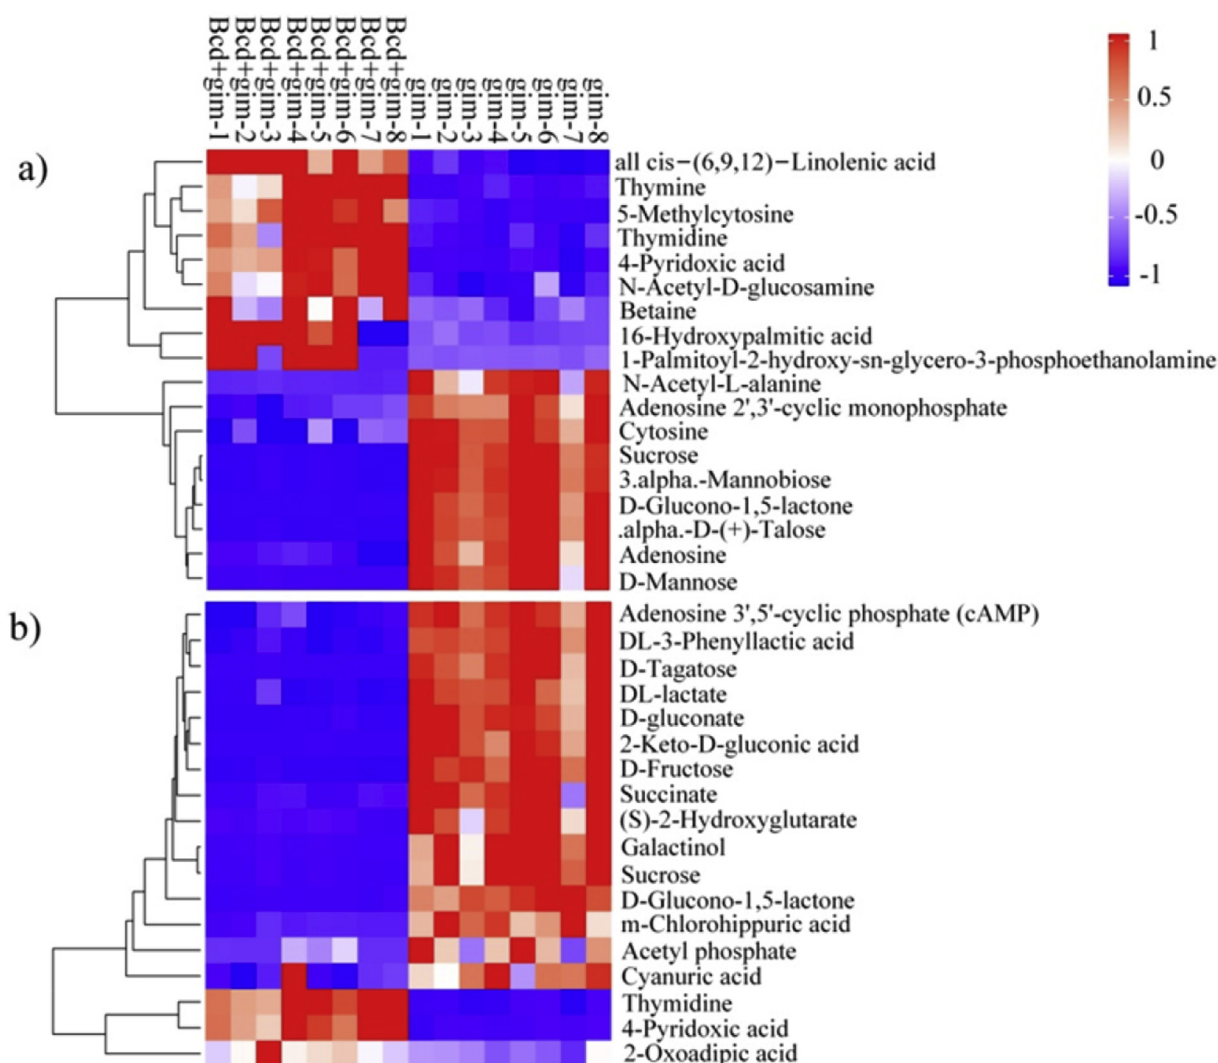 Bcd+gim-1
Bcd+gim-2
Bcd+gim-3
Bcd+gim-4
Bcd+gim-5
Bcd+gim-6
Bcd+gim-7
Bcd+gim-8
gim-1
gim-2
gim-3
gim-4
gim-5
gim-6
gim-7
gim-8
1
0.5
0
-0.5
-1
a)
all cis−(6,9,12)−Linolenic acid
Thymine
5-Methylcytosine
Thymidine
4-Pyridoxic acid
N-Acetyl-D-glucosamine
Betaine
16-Hydroxypalmitic acid
1-Palmitoyl-2-hydroxy-sn-glycero-3-phosphoethanolamine
N-Acetyl-L-alanine
Adenosine 2',3'-cyclic monophosphate
Cytosine
Sucrose
3.alpha.-Mannobiose
D-Glucono-1,5-lactone
.alpha.-D-(+)-Talose
Adenosine
D-Mannose
b)
Adenosine 3',5'-cyclic phosphate (cAMP)
DL-3-Phenyllactic acid
D-Tagatose
DL-lactate
D-gluconate
2-Keto-D-gluconic acid
D-Fructose
Succinate
(S)-2-Hydroxyglutarate
Galactinol
Sucrose
D-Glucono-1,5-lactone
m-Chlorohippuric acid
Acetyl phosphate
Cyanuric acid
Thymidine
4-Pyridoxic acid
2-Oxoadipic acid